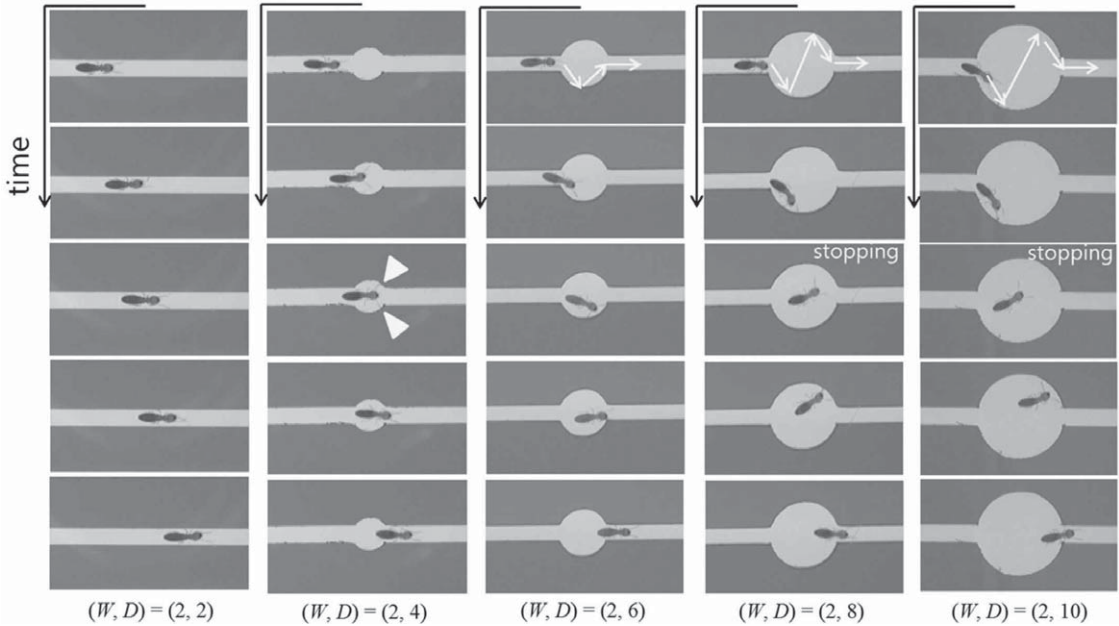 time
stopping
stopping
(W, D) = (2, 2)
(W, D) = (2, 4)
(W, D) = (2, 6)
(W, D) = (2, 8)
(W, D) = (2, 10)